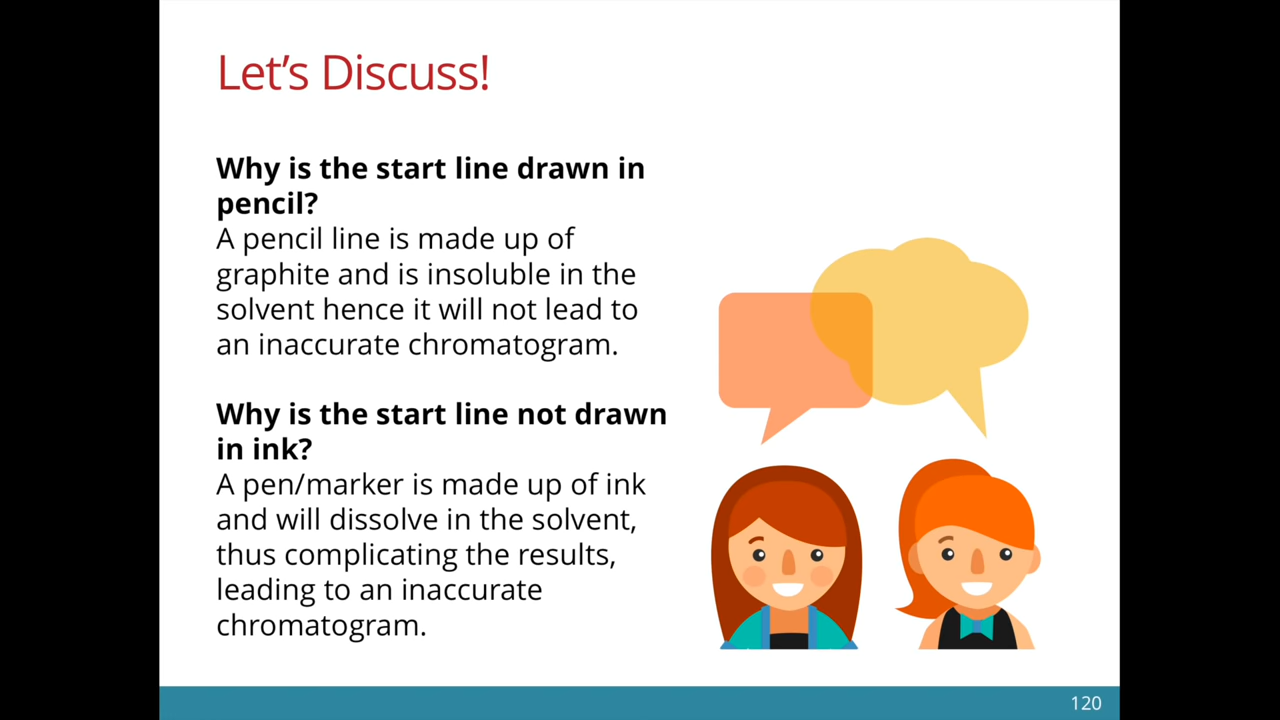 Let’s Discuss!
Why is the start line drawn in
pencil?
A pencil line is made up of
graphite and is insoluble in the
solvent hence it will not lead to
an inaccurate chromatogram.
Why is the start line not drawn
in ink?
A pen/marker is made up of ink
and will dissolve in the solvent,
thus complicating the results,
leading to an inaccurate
chromatogram.
120